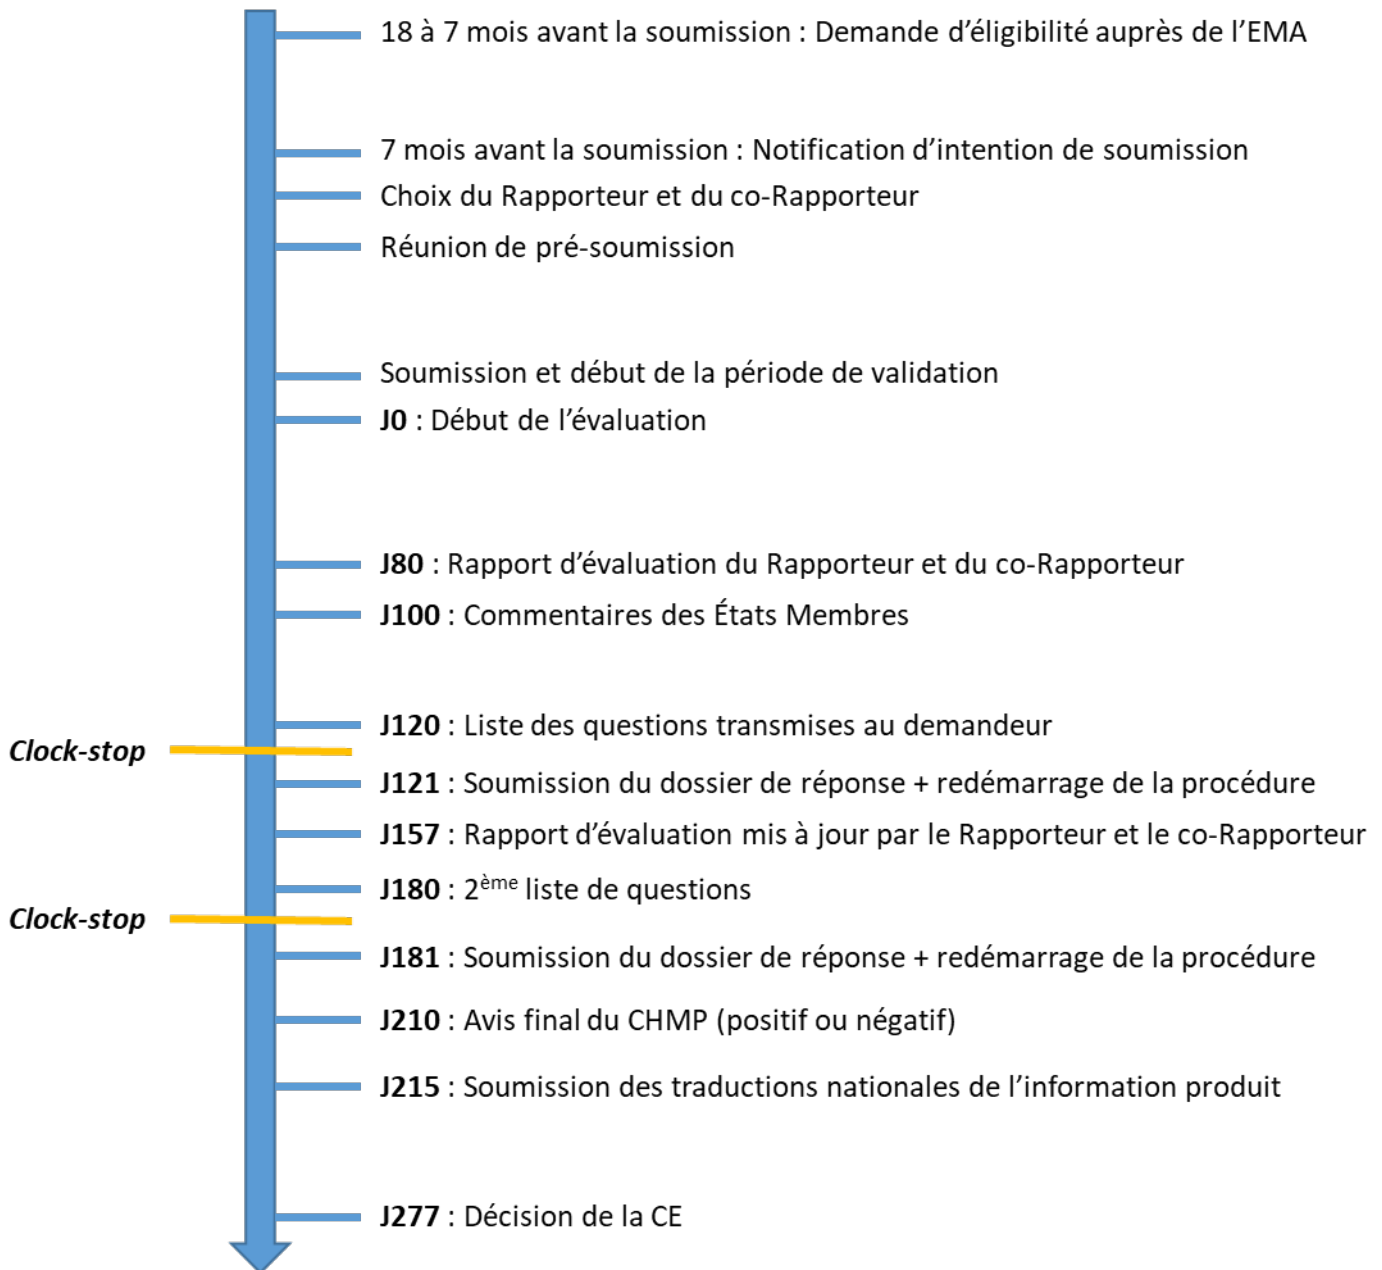 18 à 7 mois avant la soumission : Demande d’éligibilité auprès de l’EMA
7 mois avant la soumission : Notification d’intention de soumission
Choix du Rapporteur et du co-Rapporteur
Réunion de pré-soumission
Soumission et début de la période de validation
J0 : Début de l’évaluation
J80 : Rapport d’évaluation du Rapporteur et du co-Rapporteur
J100 : Commentaires des États Membres
J120 : Liste des questions transmises au demandeur
Clock-stop
J121 : Soumission du dossier de réponse + redémarrage de la procédure
J157 : Rapport d’évaluation mis à jour par le Rapporteur et le co-Rapporteur
J180 : 2ème liste de questions
Clock-stop
J181 : Soumission du dossier de réponse + redémarrage de la procédure
J210 : Avis final du CHMP (positif ou négatif)
J215 : Soumission des traductions nationales de l’information produit
J277 : Décision de la CE